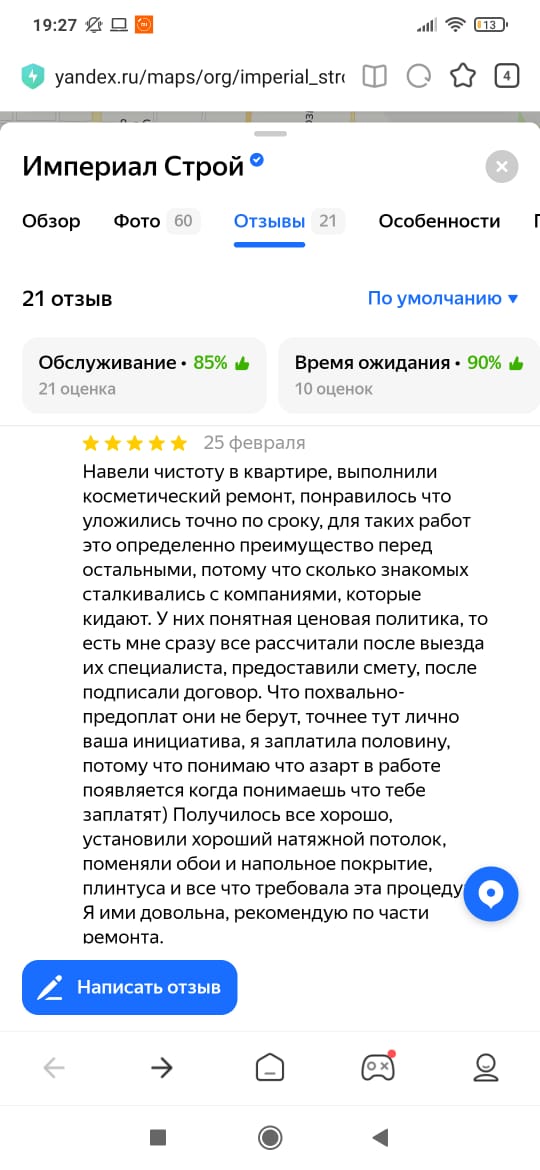 19:27
13
yandex.ru/maps/org/imperial_stro
4
Империал Строй
Обзор Фото 60 Отзывы 21 Особенности
21 отзыв По умолчанию
Обслуживание • 85%
21 оценка
Время ожидания • 90%
10 оценок
25 февраля
Навели чистоту в квартире, выполнили
косметический ремонт, понравилось что
уложились точно по сроку, для таких работ
это определенно преимущество перед
остальными, потому что сколько знакомых
сталкивались с компаниями, которые
кидают. У них понятная ценовая политика, то
есть мне сразу все рассчитали после выезда
их специалиста, предоставили смету, после
подписали договор. Что похвально-
предоплат они не берут, точнее тут лично
ваша инициатива, я заплатила половину,
потому что понимаю что азарт в работе
появляется когда понимаешь что тебе
заплатят) Получилось все хорошо,
установили хороший натяжной потолок,
поменяли обои и напольное покрытие,
плинтуса и все что требовала эта процеду
Я ими довольна, рекомендую по части
ремонта.
Написать отзыв